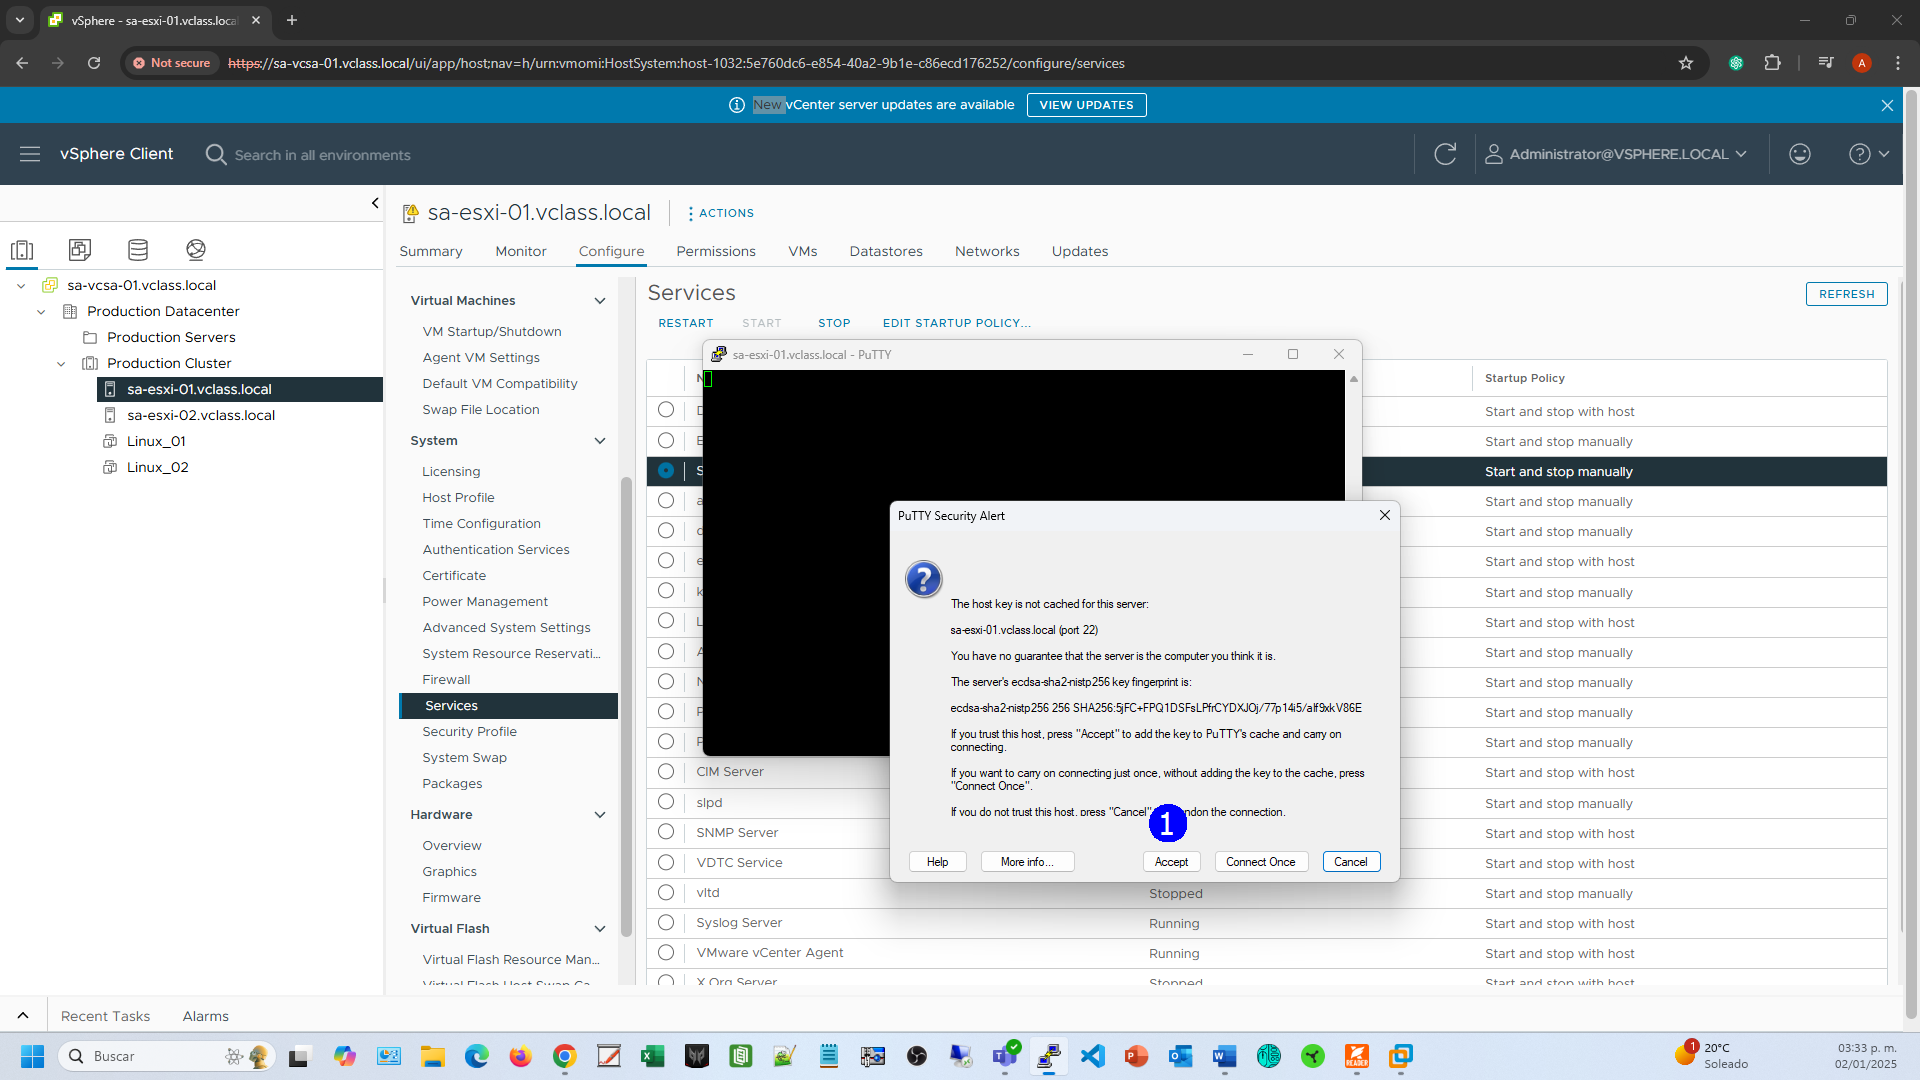 vSphere - sa-esxi-01.vclass.loca
Not secure
https://sa-vcsa-01.vclass.local/ui/app/host;nav=h/urn:vmomi:HostSystem:host-1032:5e760dc6-e854-40a2-9b1e-c86ecd176252/configure/services
A
New vCenter server updates are available
VIEW UPDATES
vSphere Client
Search in all environments
Administrator@VSPHERE.LOCAL
sa-esxi-01.vclass.local
ACTIONS
Summary
Monitor
Configure
Permissions
VMs
Datastores
Networks
Updates
sa-vcsa-01.vclass.local
Production Datacenter
Production Servers
Production Cluster
sa-esxi-01.vclass.local
sa-esxi-02.vclass.local
Linux_01
Linux_02
Virtual Machines
VM Startup/Shutdown
Agent VM Settings
Default VM Compatibility
Swap File Location
System
Licensing
Host Profile
Time Configuration
Authentication Services
Certificate
Power Management
Advanced System Settings
System Resource Reservati...
Firewall
Services
Security Profile
System Swap
Packages
Hardware
Overview
Graphics
Firmware
Virtual Flash
Virtual Flash Resource Man...
Virtual Flash Host Swap Ca
Services
REFRESH
RESTART
START
STOP
EDIT STARTUP POLICY...
Startup Policy
Start and stop with host
Start and stop manually
Start and stop manually
Start and stop manually
Start and stop manually
Start and stop with host
Start and stop manually
Start and stop with host
Start and stop manually
Start and stop manually
Start and stop with host
Start and stop manually
CIM Server
Start and stop with host
slpd
Start and stop with host
SNMP Server
Start and stop with host
VDTC Service
Start and stop with host
vltd
Stopped
Start and stop manually
Syslog Server
Running
Start and stop with host
VMware vCenter Agent
Running
Start and stop with host
X.Org Server
Stopped
Start and stop with host
sa-esxi-01.vclass.local - PuTTY
PuTTY Security Alert
The host key is not cached for this server:
sa-esxi-01.vclass.local (port 22)
You have no guarantee that the server is the computer you think it is.
The server's ecdsa-sha2-nistp256 key fingerprint is:
ecdsa-sha2-nistp256 256 SHA256:5jFC+FPQ1DSFsLPfrCYDXJOj/77p14i5/alf9xkV86E
If you trust this host, press "Accept" to add the key to PuTTY's cache and carry on
connecting.
If you want to carry on connecting just once, without adding the key to the cache, press
"Connect Once".
If you do not trust this host, press "Cancel" ndon the connection.
1
Help
More info...
Accept
Connect Once
Cancel
Recent Tasks
Alarms
Buscar
READER
1
20°C
Soleado
03:33 p. m.
02/01/2025